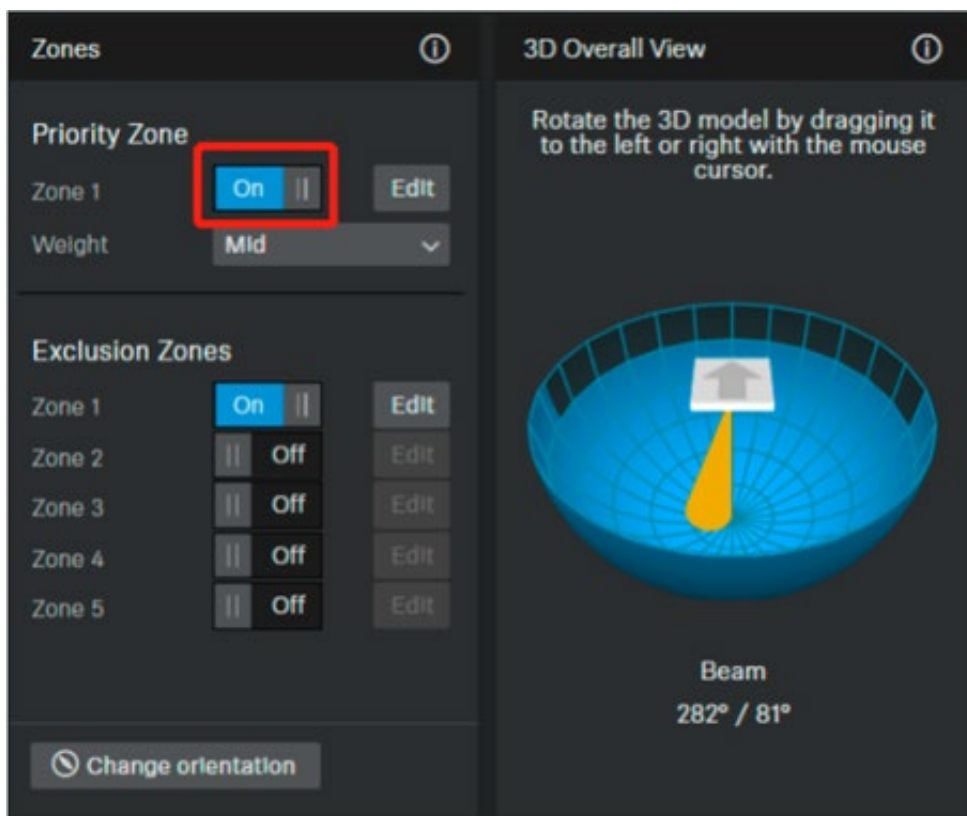 Zones
Priority Zone
Zone 1 On Edit
Weight Mid
Exclusion Zones
Zone 1 On Edit
Zone 2 Off Edit
Zone 3 Off Edit
Zone 4 Off Edit
Zone 5 Off Edit
Change orientation
3D Overall View
Rotate the 3D model by dragging it
to the left or right with the mouse
cursor.
Beam
282° / 81°